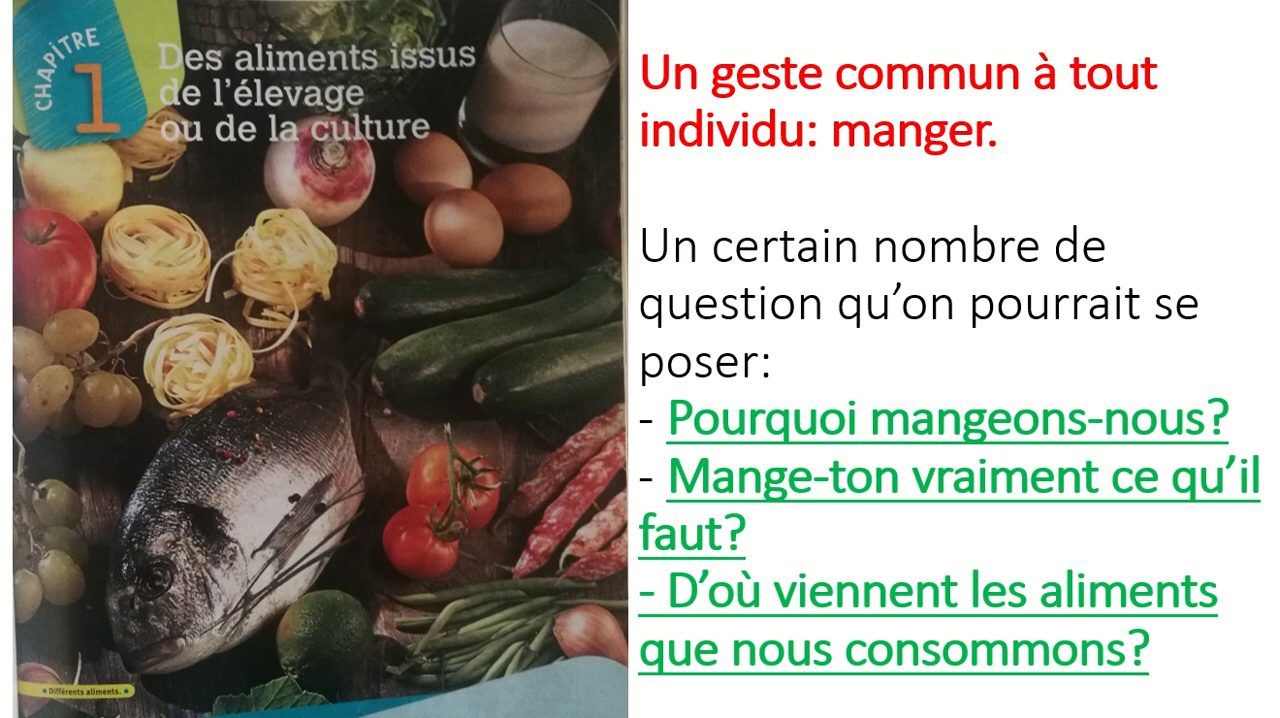 CHAPITRE
1
Des aliments issus
de l'élevage
ou de la culture
Différents aliments.
Un geste commun à tout
individu: manger.
Un certain nombre de
question qu'on pourrait se
poser:
- Pourquoi mangeons-nous?
- Mange-ton vraiment ce qu'il
faut?
- D'où viennent les aliments
que nous consommons?